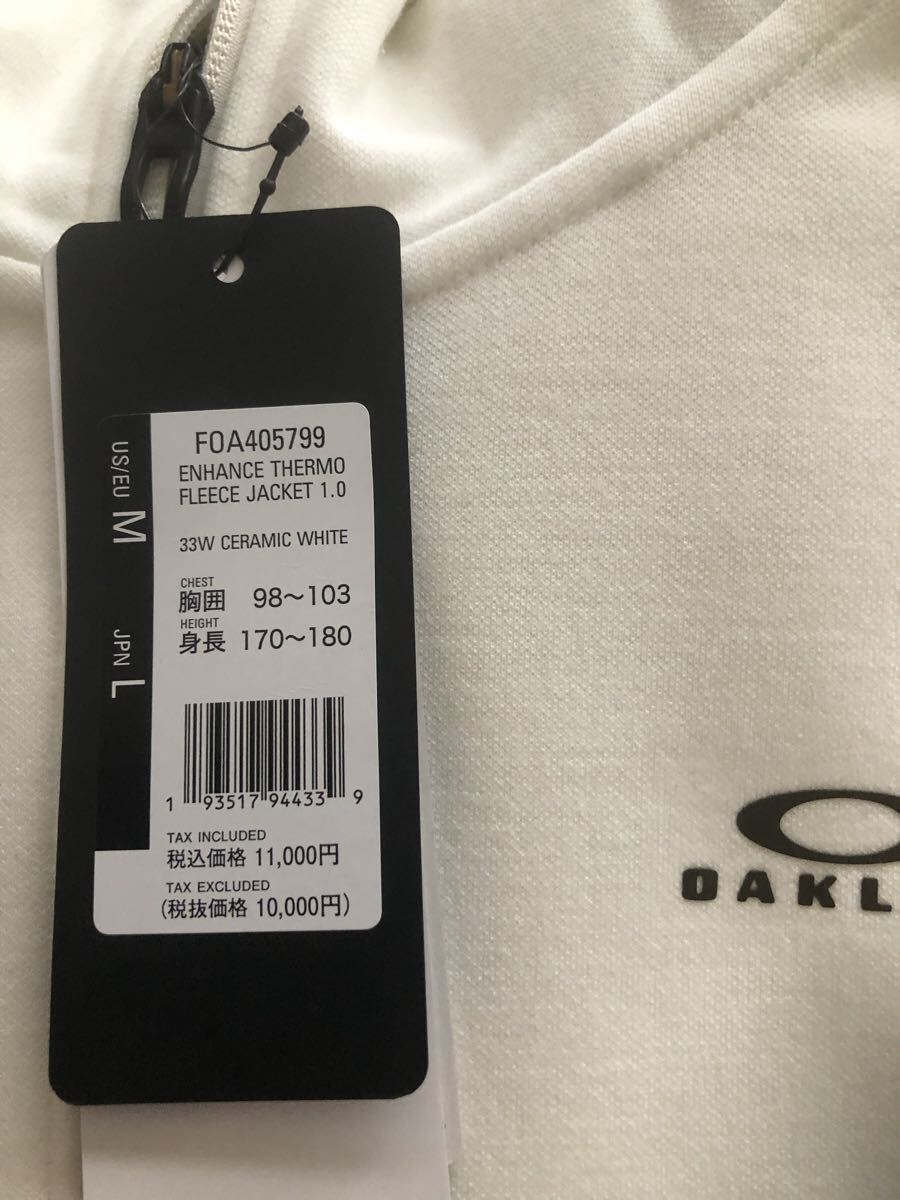 FOA405799
ENHANCE THERMO
FLEECE JACKET 1.0
33W CERAMIC WHITE
CHEST
胸囲 98〜103
HEIGHT
身長 170〜180
US/EU M
JPN L
1 93517 94433 9
TAX INCLUDED
税込価格 11,000円
TAX EXCLUDED
(税抜価格 10,000円)
OAKL